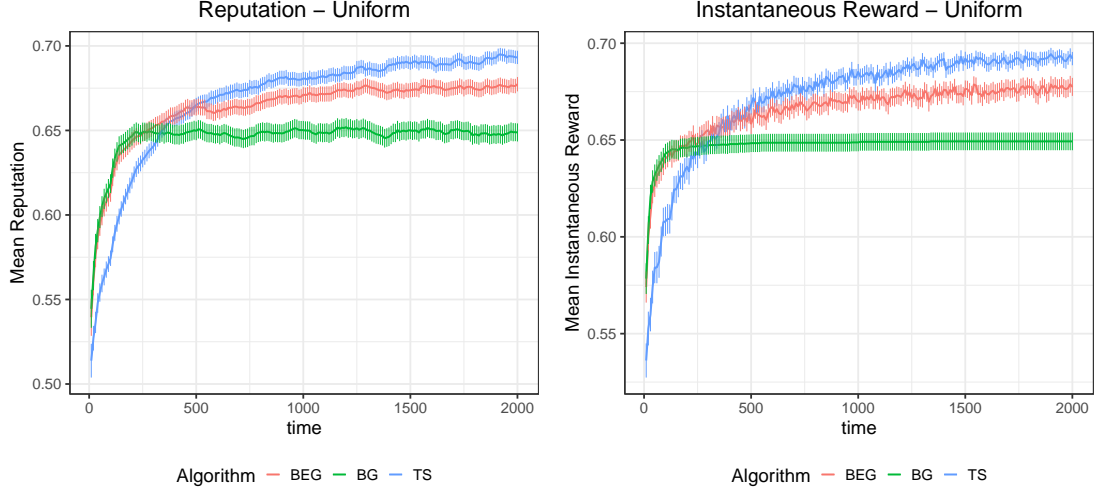 Reputation − Uniform
Mean Reputation
0.70
0.65
0.60
0.55
0.50
0
500
1000
1500
2000
time
Algorithm BEG BG TS
Instantaneous Reward − Uniform
Mean Instantaneous Reward
0.70
0.65
0.60
0.55
0
500
1000
1500
2000
time
Algorithm BEG BG TS